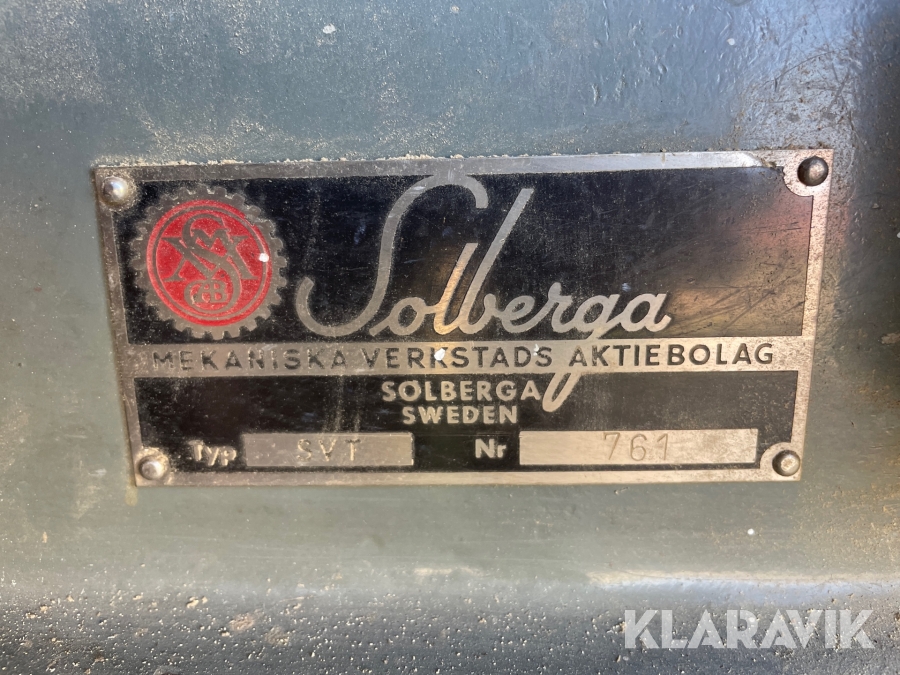 Solberga
MEKANISKA VERKSTADS AKTIEBOLAG
SOLBERGA
SWEDEN
Typ SVT Nr 761
KLARAVIK